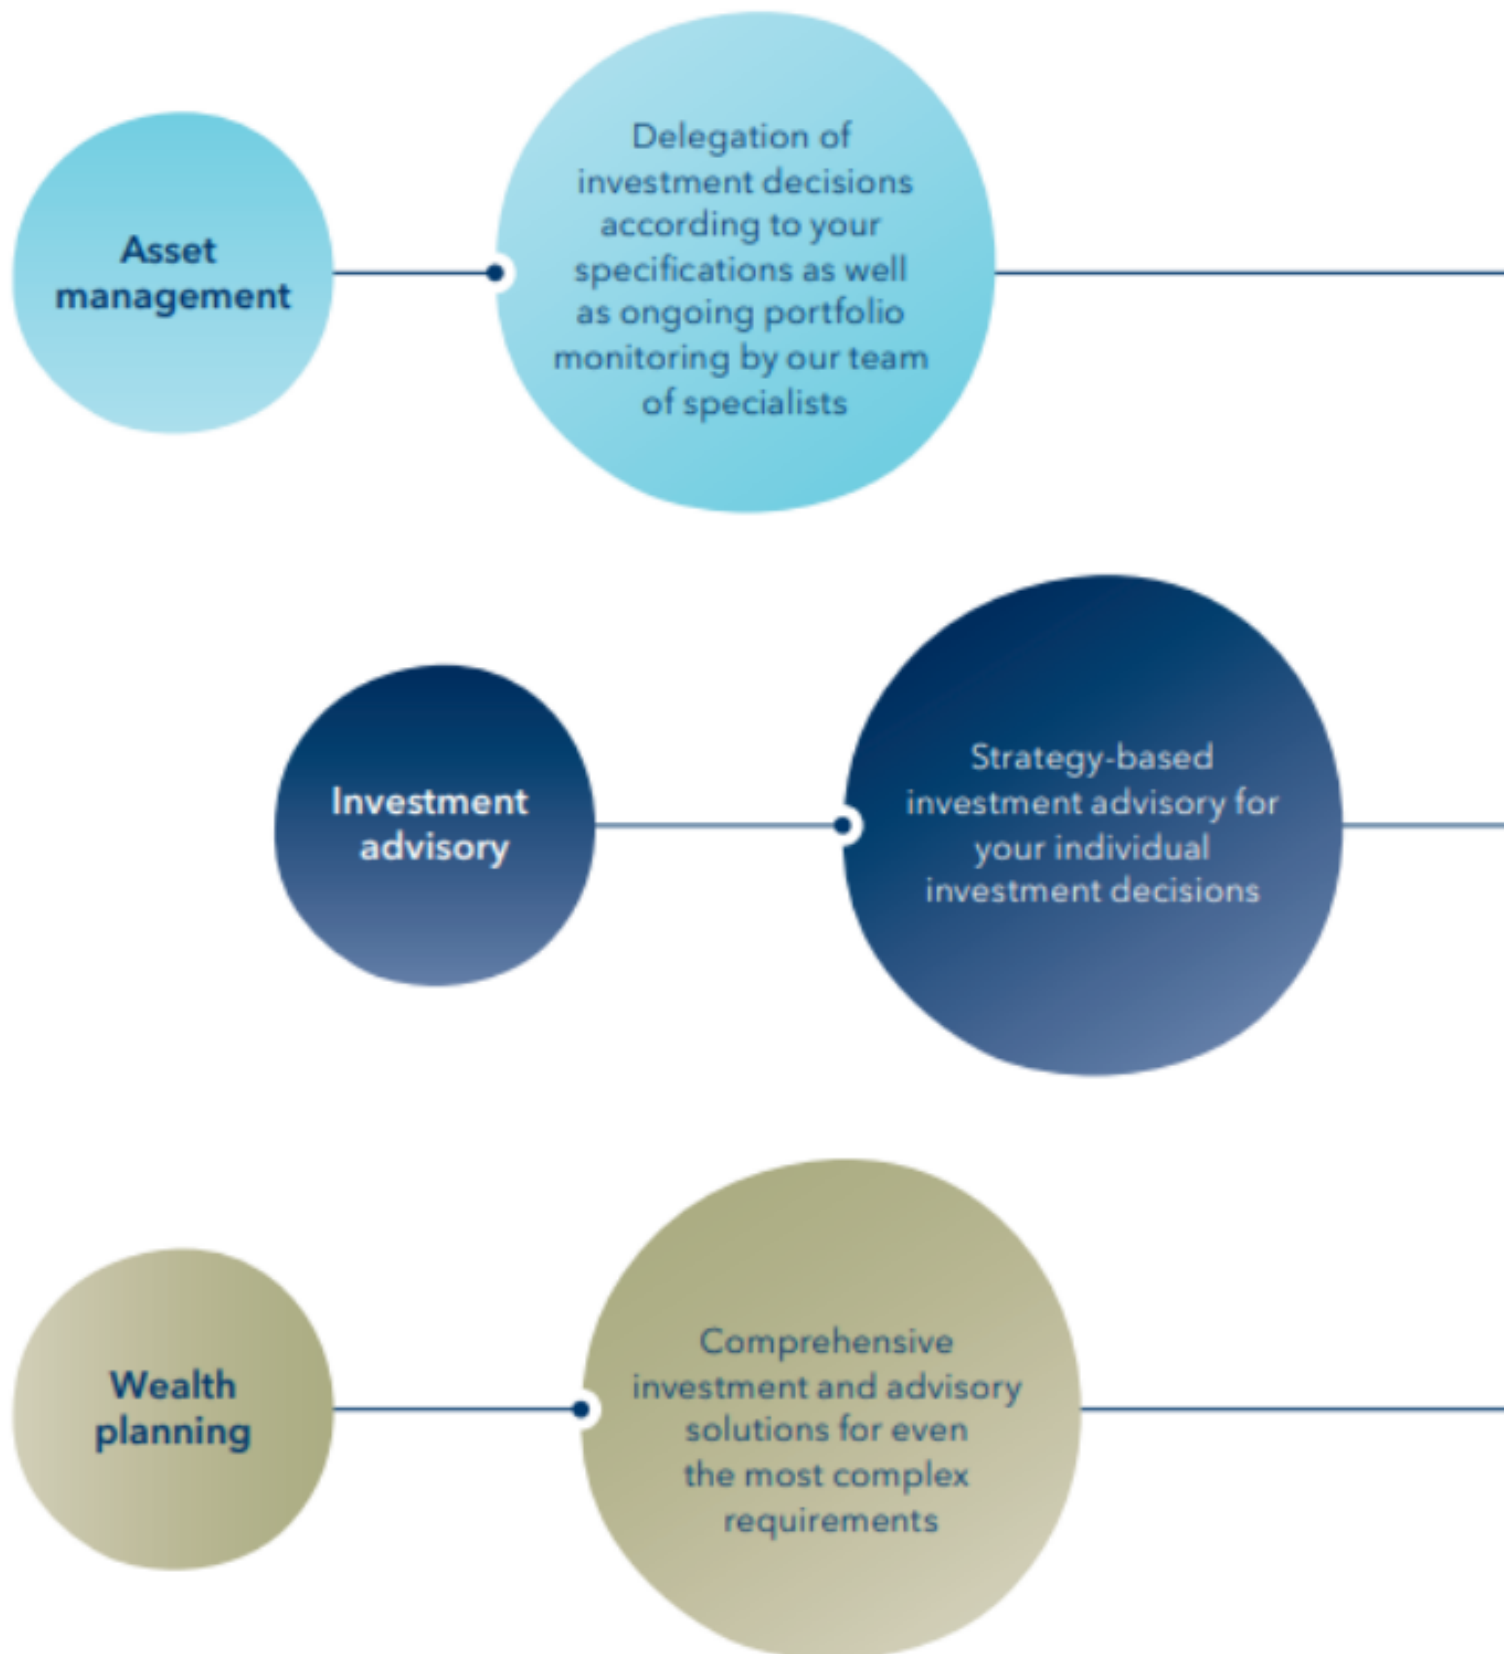 Asset
management
Delegation of
investment decisions
according to your
specifications as well
as ongoing portfolio
monitoring by our team
of specialists
Investment
advisory
Strategy-based
investment advisory for
your individual
investment decisions
Wealth
planning
Comprehensive
investment and advisory
solutions for even
the most complex
requirements